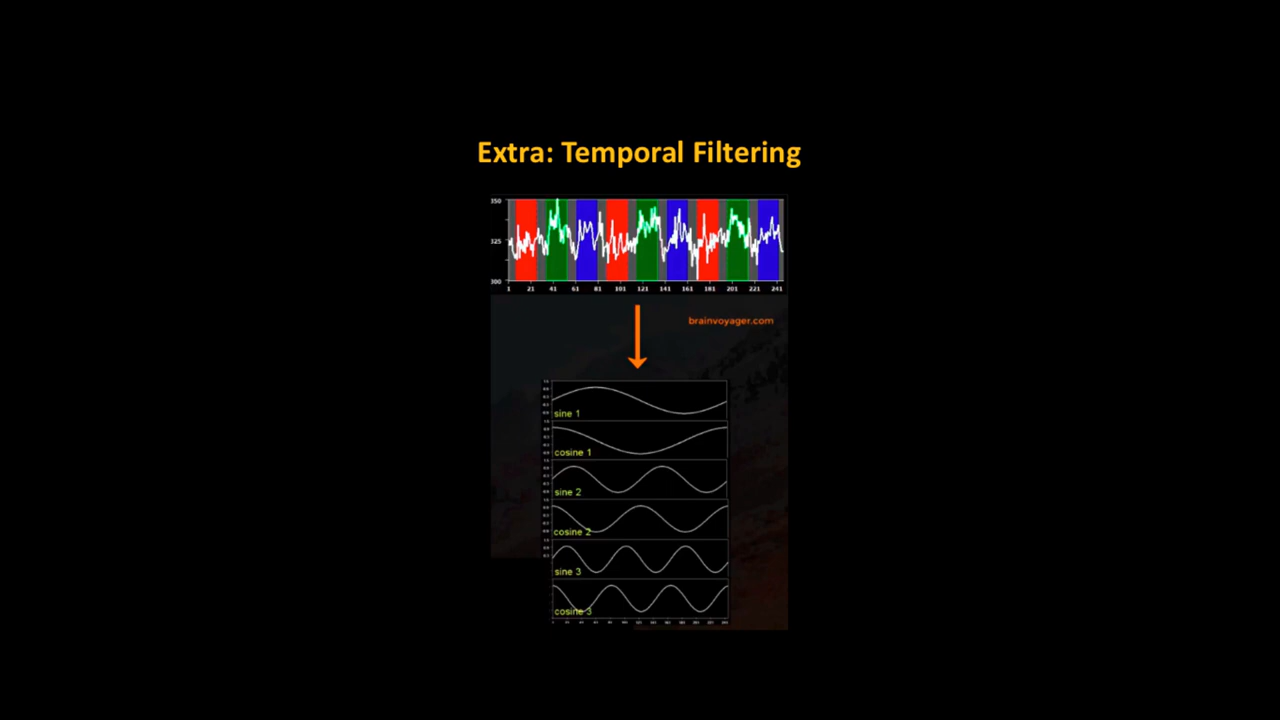 Extra: Temporal Filtering
350
325
300
1 21 41 61 81 101 121 141 161 181 201 221 241
brainvoyager.com
sine 1
cosine 1
sine 2
cosine 2
sine 3
cosine 3